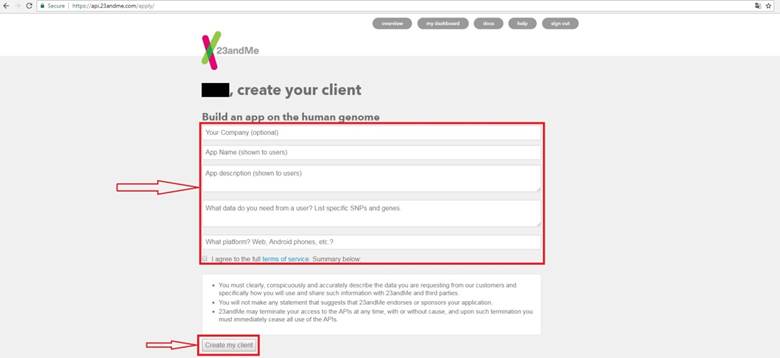 Secure | https://api.23andme.com/apply/
overview my dashboard docs help sign out
23andMe
, create your client
Build an app on the human genome
Your Company (optional)
App Name (shown to users)
App description (shown to users)
What data do you need from a user? List specific SNPs and genes.
What platform? Web, Android phones, etc.?
I agree to the full terms of service. Summary below
You must clearly, conspicuously and accurately describe the data you are requesting from our customers and
specifically how you will use and share such information with 23andMe and third parties.
You will not make any statement that suggests that 23andMe endorses or sponsors your application.
23andMe may terminate your access to the APIs at any time, with or without cause, and upon such termination you
must immediately cease all use of the APIs.
Create my client